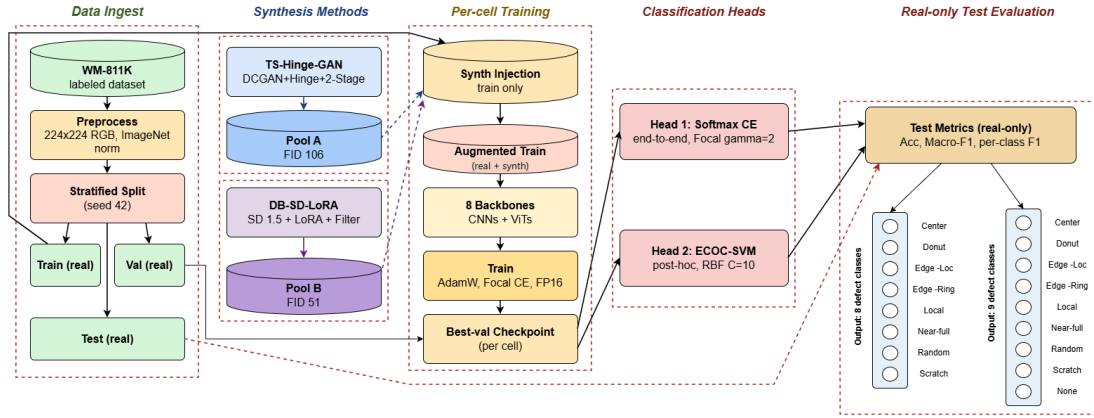 Data Ingest
WM-811K
labeled dataset
Preprocess
224x224 RGB, ImageNet
norm
Stratified Split
(seed 42)
Train (real)
Val (real)
Test (real)
Synthesis Methods
TS-Hinge-GAN
DCGAN+Hinge+2-Stage
Pool A
FID 106
DB-SD-LoRA
SD 1.5 + LoRA + Filter
Pool B
FID 51
Per-cell Training
Synth Injection
train only
Augmented Train
(real + synth)
8 Backbones
CNNs + ViTs
Train
AdamW, Focal CE, FP16
Best-val Checkpoint
(per cell)
Classification Heads
Head 1: Softmax CE
end-to-end, Focal gamma=2
Head 2: ECOC-SVM
post-hoc, RBF C=10
Real-only Test Evaluation
Test Metrics (real-only)
Acc, Macro-F1, per-class F1
Output: 8 defect classes
Center
Donut
Edge -Loc
Edge -Ring
Local
Near-full
Random
Scratch
Output: 9 defect classes
Center
Donut
Edge -Loc
Edge -Ring
Local
Near-full
Random
Scratch
None